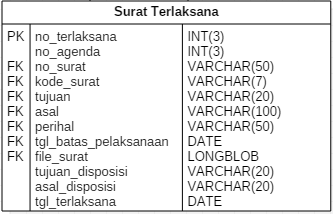 Surat Terlaksana
PK no_terlaksana INT(3)
no_agenda INT(3)
FK no_surat VARCHAR(50)
FK kode_surat VARCHAR(7)
FK tujuan VARCHAR(20)
FK asal VARCHAR(100)
FK perihal VARCHAR(50)
FK tgl_batas_pelaksanaan DATE
FK file_surat LONGBLOB
tujuan_disposisi VARCHAR(20)
asal_disposisi VARCHAR(20)
tgl_terlaksana DATE